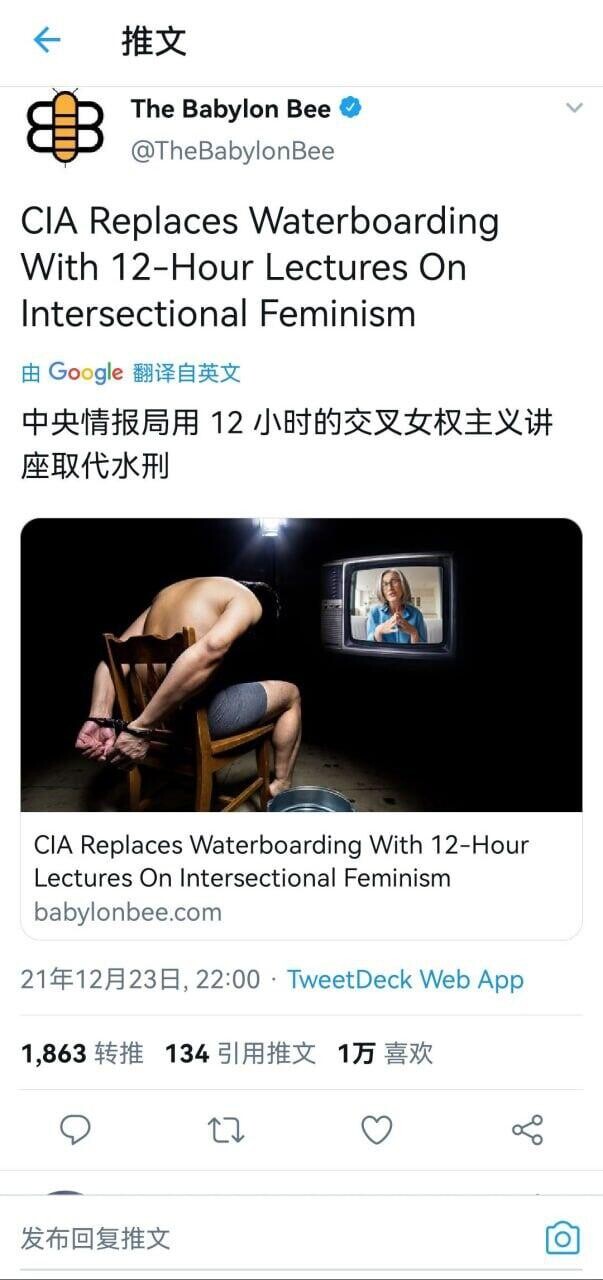 推文
The Babylon Bee
@TheBabylonBee
CIA Replaces Waterboarding
With 12-Hour Lectures On
Intersectional Feminism
由 Google 翻译自英文
中央情报局用 12 小时的交叉女权主义讲
座取代水刑
CIA Replaces Waterboarding With 12-Hour
Lectures On Intersectional Feminism
babylonbee.com
21年12月23日, 22:00 · TweetDeck Web App
1,863 转推 134 引用推文 1万 喜欢
发布回复推文